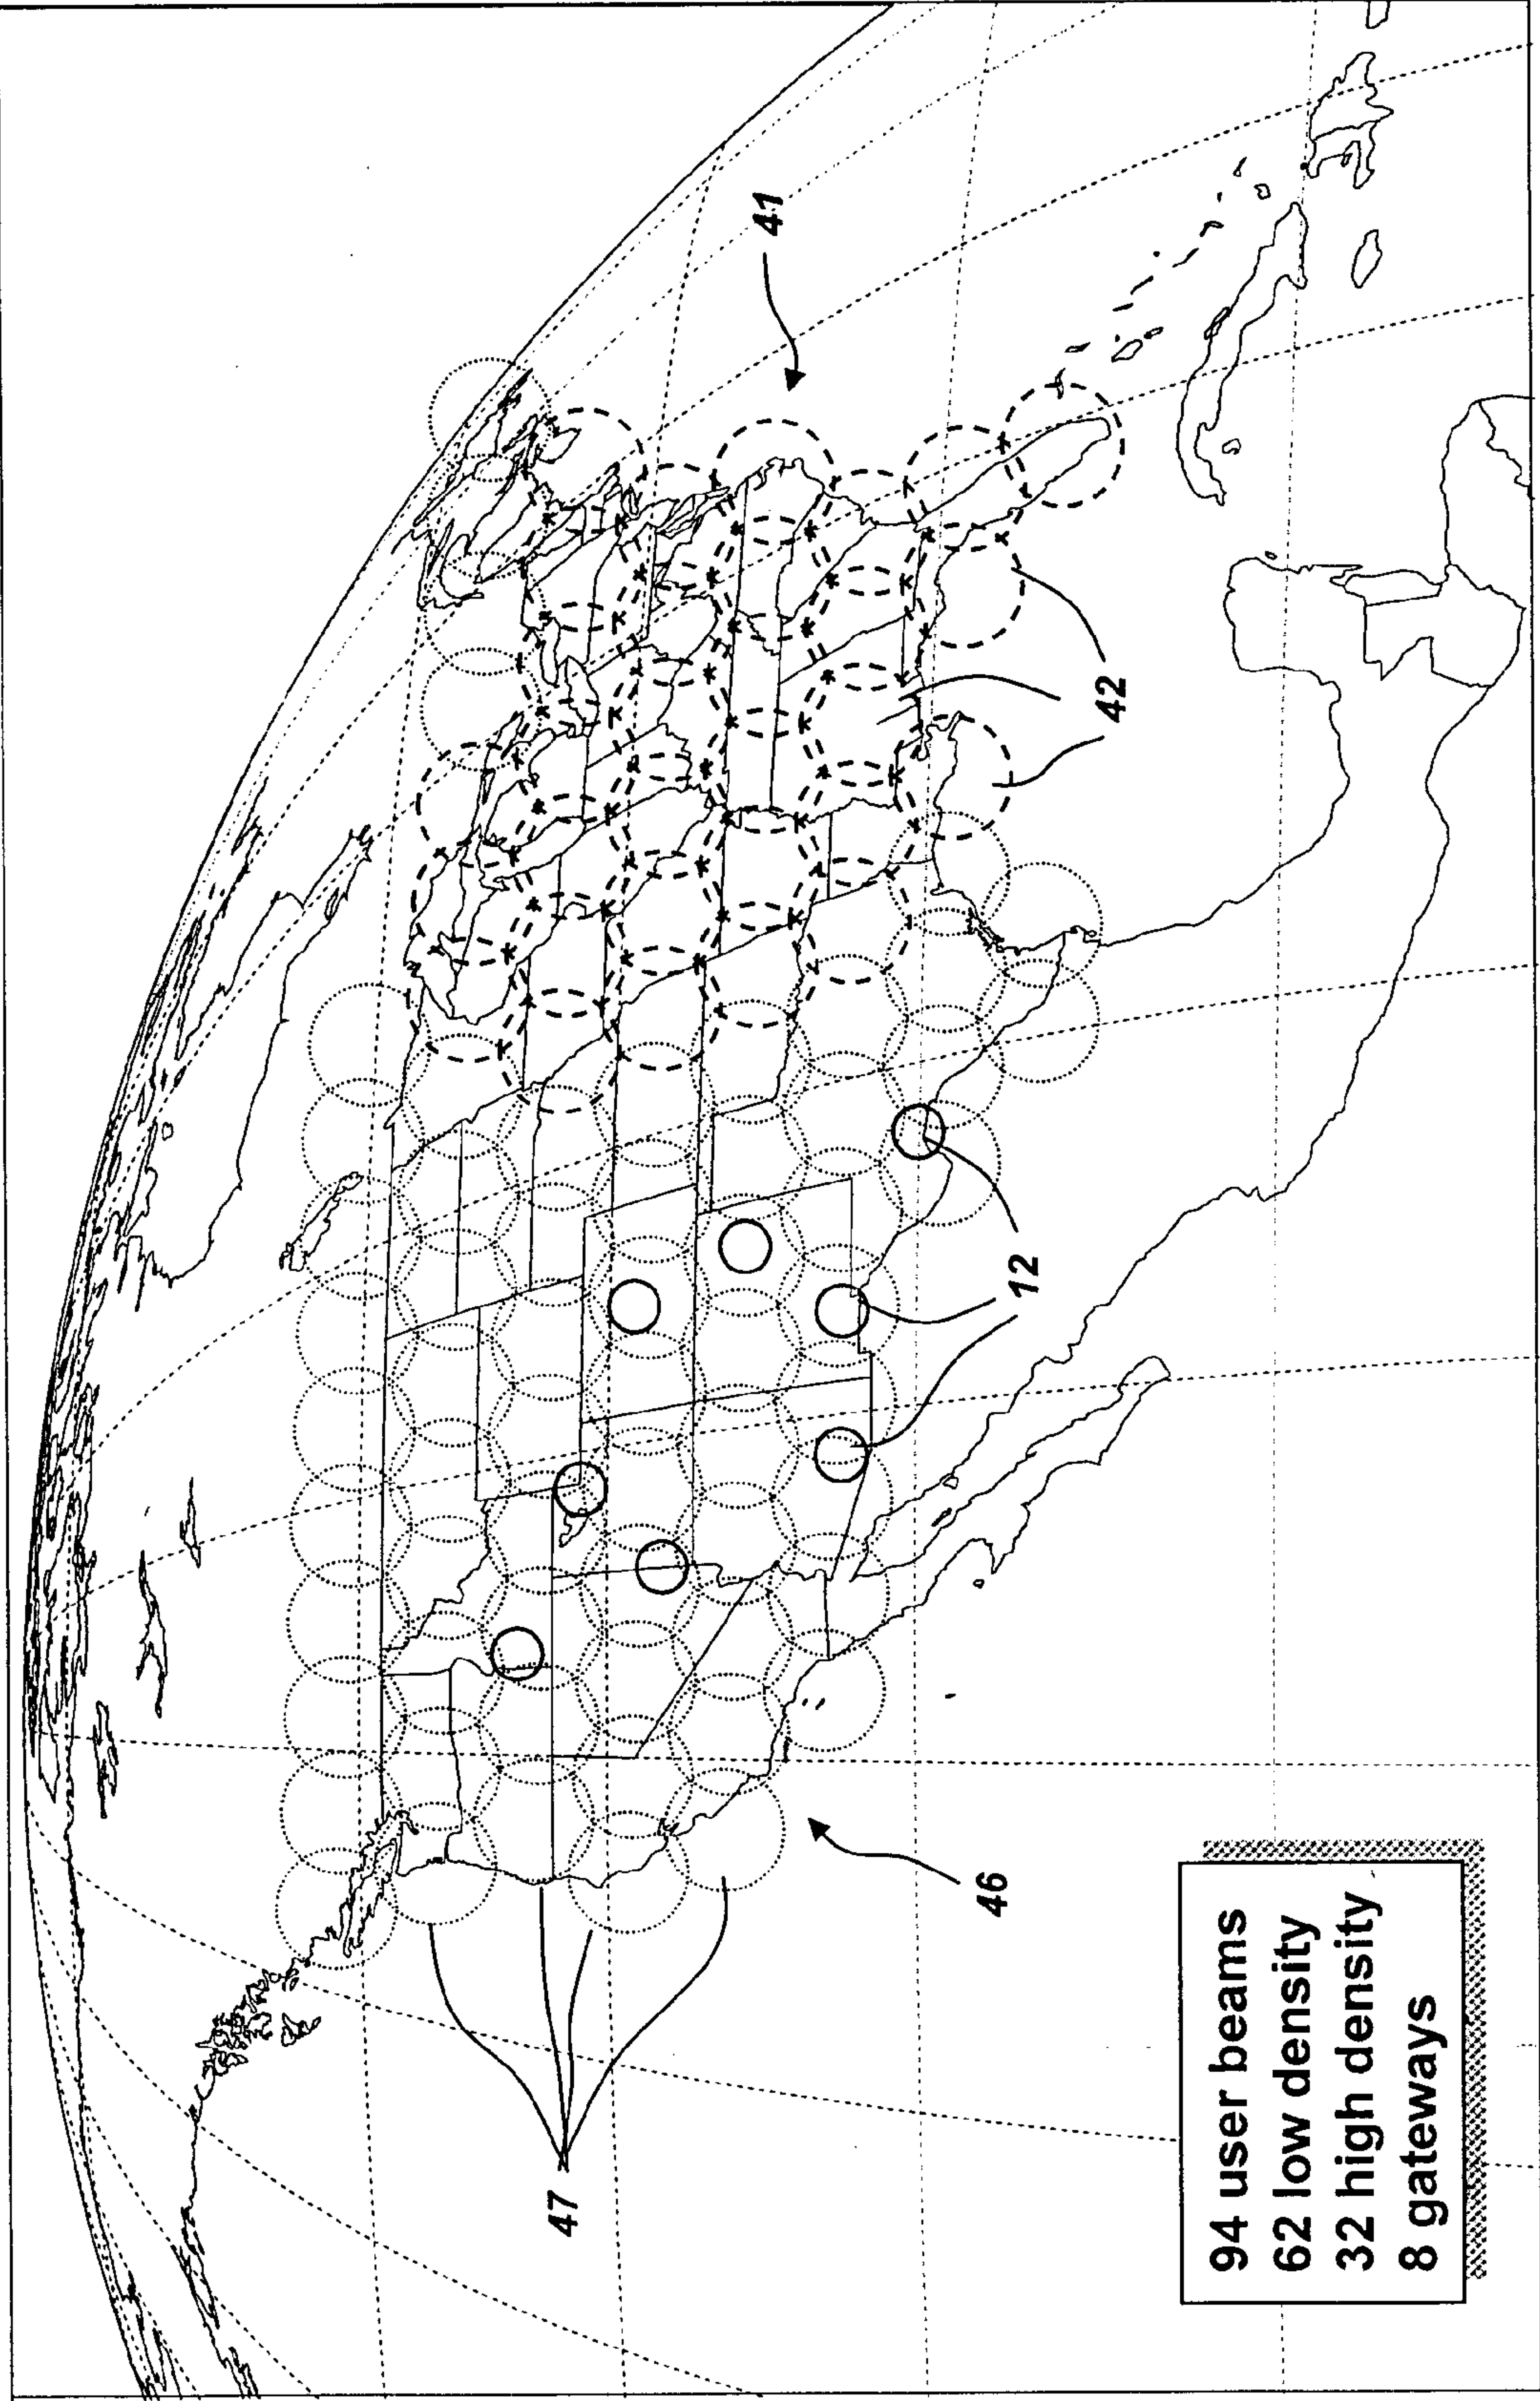 41
42
12
46
47
94 user beams
62 low density
32 high density
8 gateways